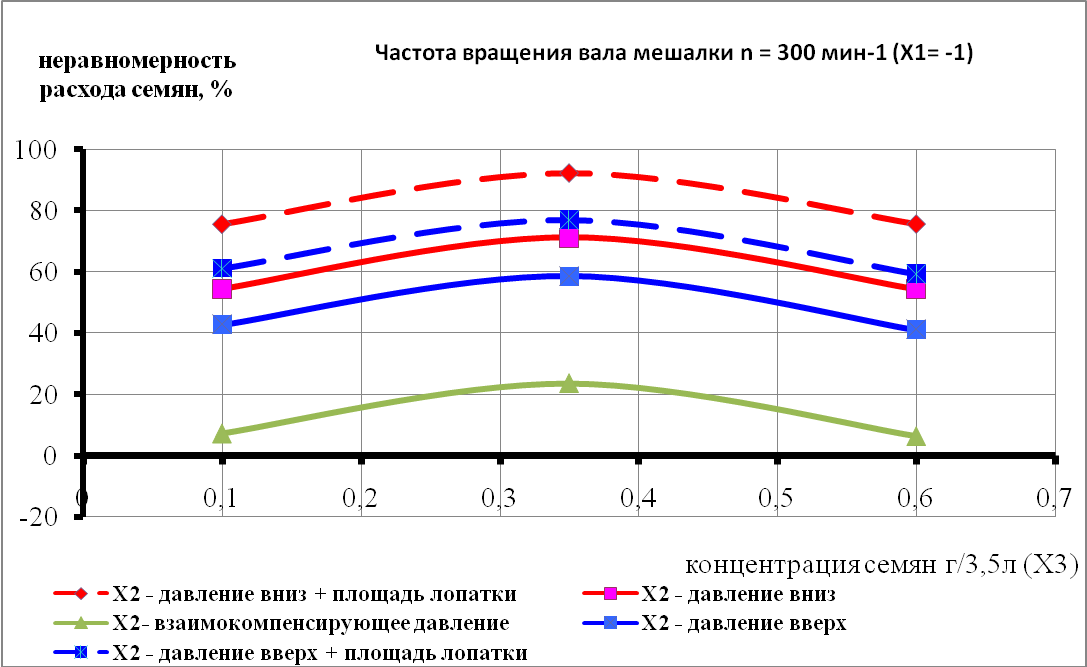 неравномерность
расхода семян, %
Частота вращения вала мешалки n = 300 мин-1 (X1= -1)
100
80
60
40
20
0
-20
0 0,1 0,2 0,3 0,4 0,5 0,6 0,7
концентрация семян г/3,5л (X3)
X2 - давление вниз + площадь лопатки
X2 - давление вниз
X2- взаимокомпенсирующее давление
X2 - давление вверх
X2 - давление вверх + площадь лопатки